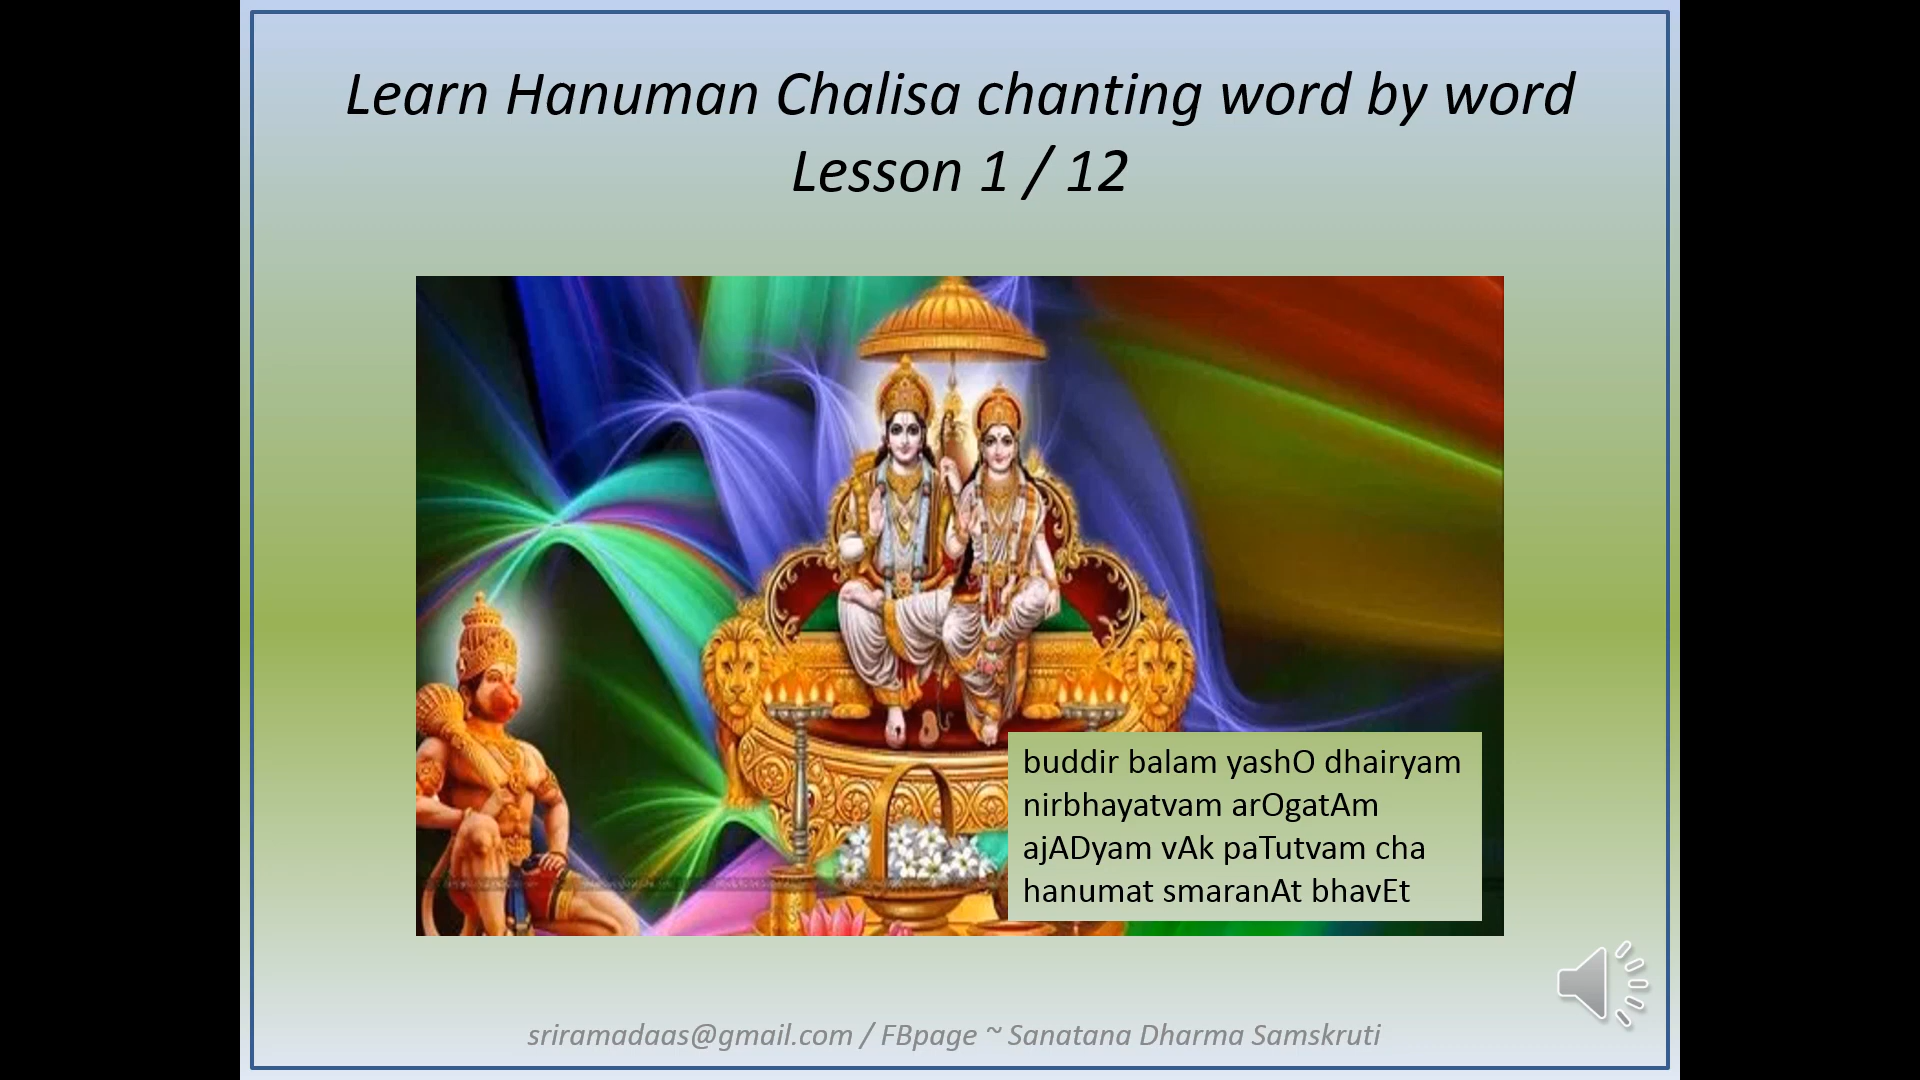 Learn Hanuman Chalisa chanting word by word
Lesson 1 / 12
buddir balam yashO dhairyam
nirbhayatvam arOgatAm
ajADyam vAk paTutvam cha
hanumat smaranAt bhavEt
sriramadaas@gmail.com / FBpage ~ Sanatana Dharma Samskruti